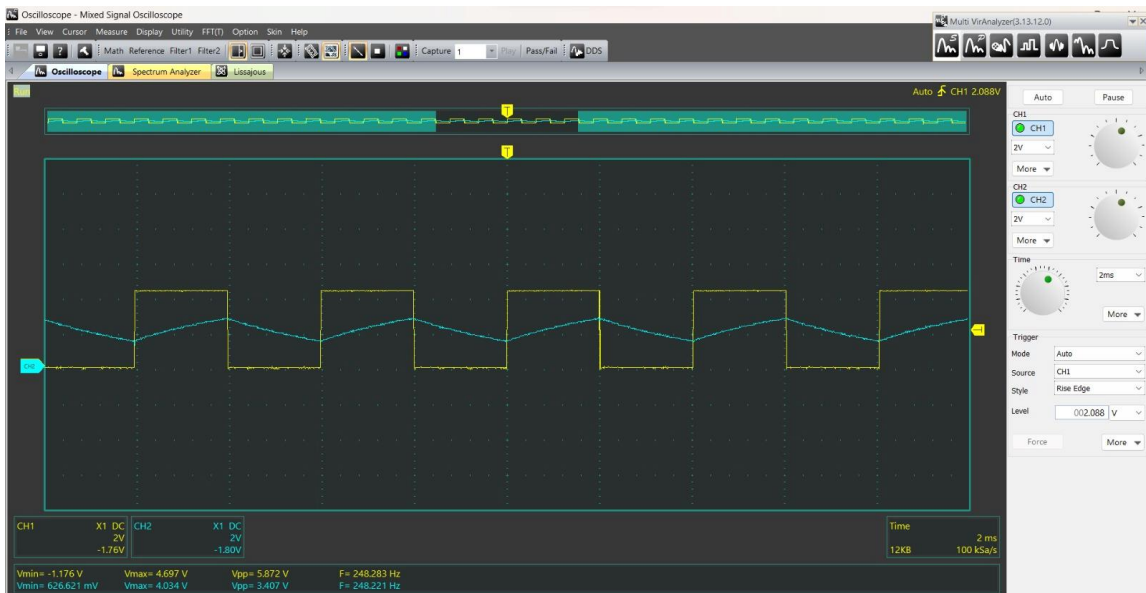 Oscilloscope - Mixed Signal Oscilloscope
Multi VirAnalyzer(3.13.12.0)
File View Cursor Measure Display Utility FFT(T) Option Skin Help
Math Reference Filter1 Filter2 Capture 1 Play Pass/Fail DDS
Oscilloscope Spectrum Analyzer Lissajous
Run
Auto CH1 2.088V
T
T
CH2
Auto Pause
CH1
CH1
2V
More
CH2
CH2
2V
More
Time
2ms
More
Trigger
Mode Auto
Source CH1
Style Rise Edge
Level 002.088 V
Force More
CH1 X1 DC
2V
-1.76V
CH2 X1 DC
2V
-1.80V
Time
2 ms
12KB 100 kSa/s
Vmin= -1.176 V Vmax= 4.697 V Vpp= 5.872 V F= 248.283 Hz
Vmin= 626.621 mV Vmax= 4.034 V Vpp= 3.407 V F= 248.221 Hz